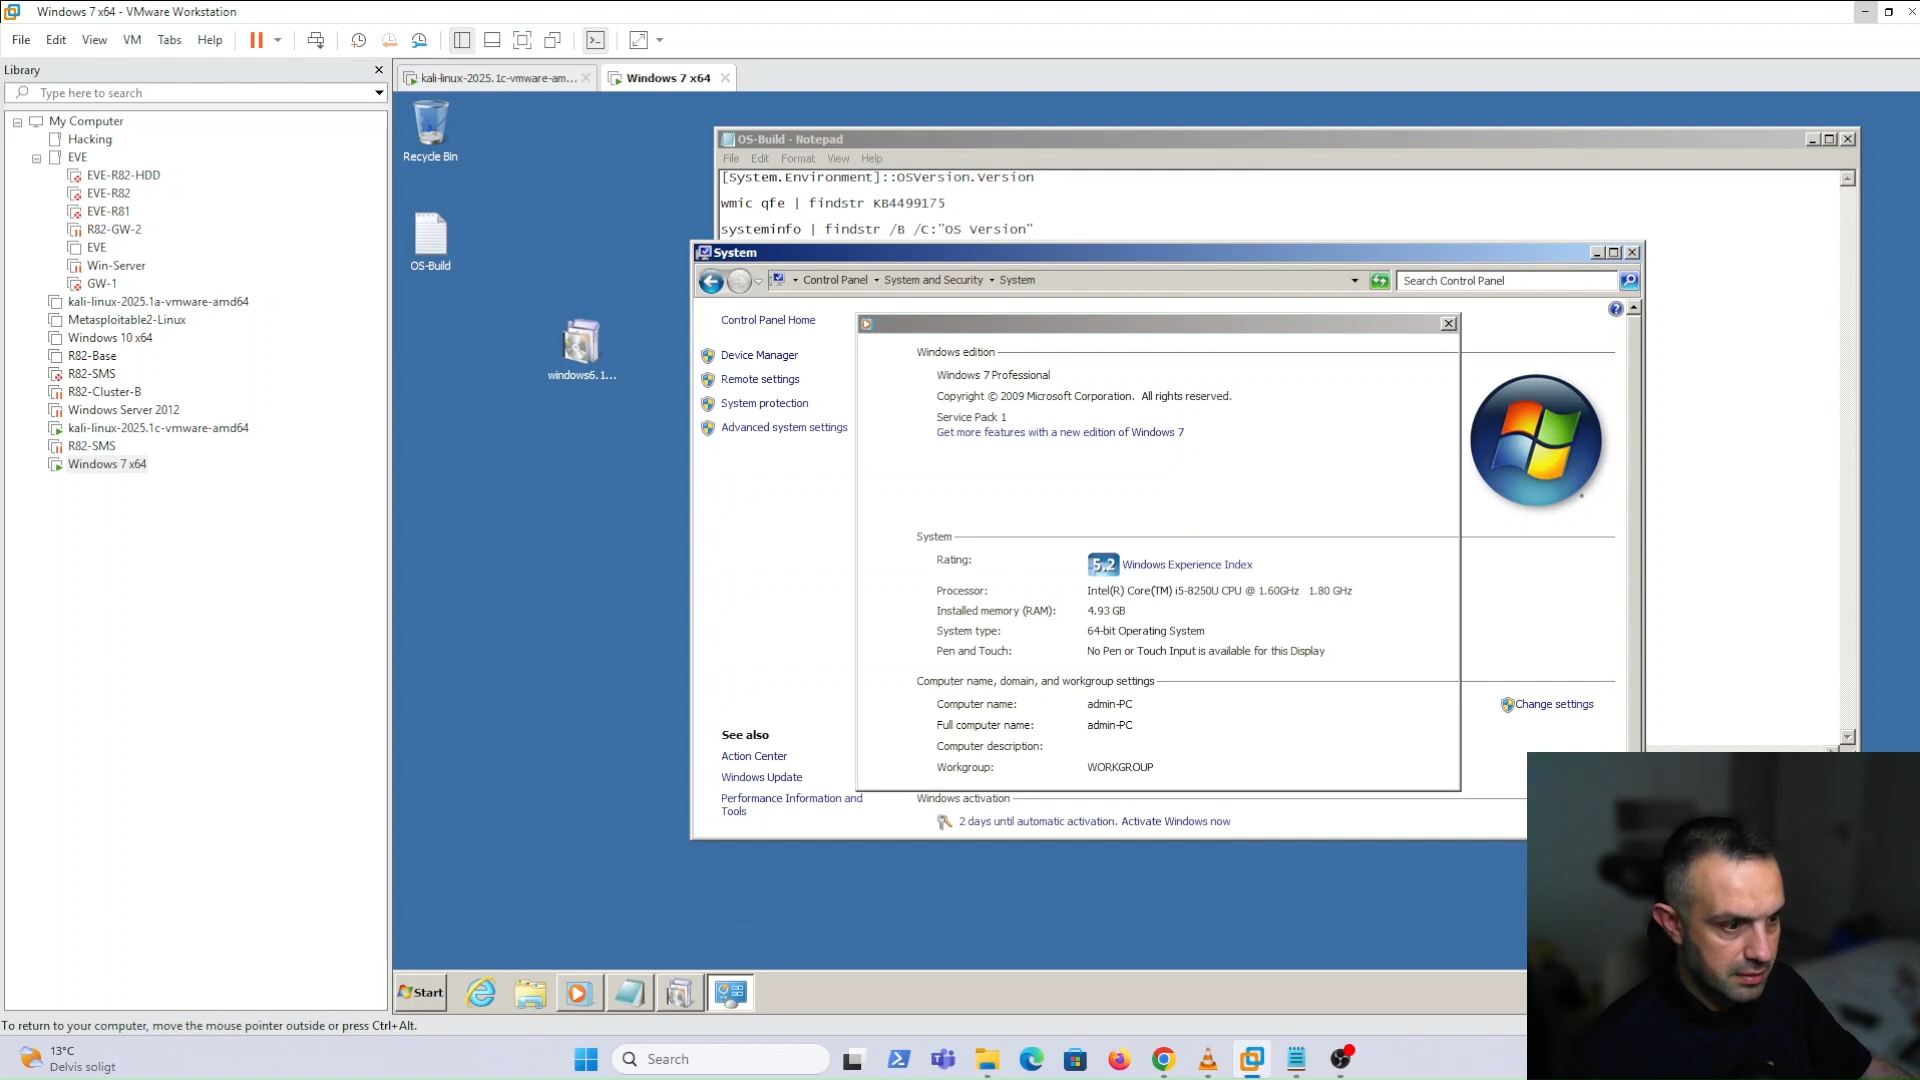 Windows 7 x64 - VMware Workstation
File Edit View VM Tabs Help
Library
Type here to search
My Computer
Hacking
EVE
EVE-R82-HDD
EVE-R82
EVE-R81
R82-GW-2
EVE
Win-Server
GW-1
kali-linux-2025.1a-vmware-amd64
Metasploitable2-Linux
Windows 10 x64
R82-Base
R82-SMS
R82-Cluster-B
Windows Server 2012
kali-linux-2025.1c-vmware-amd64
R82-SMS
Windows 7 x64
kali-linux-2025.1c-vmware-am...
Windows 7 x64
Recycle Bin
OS-Build
windows6.1...
OS-Build - Notepad
File Edit Format View Help
[System.Environment]::OSVersion.Version
wmic qfe | findstr KB4499175
systeminfo | findstr /B /C:"OS Version"
System
Control Panel System and Security System
Search Control Panel
Control Panel Home
Device Manager
Remote settings
System protection
Advanced system settings
See also
Action Center
Windows Update
Performance Information and
Tools
Windows edition
Windows 7 Professional
Copyright © 2009 Microsoft Corporation. All rights reserved.
Service Pack 1
Get more features with a new edition of Windows 7
System
Rating: 5.2 Windows Experience Index
Processor: Intel(R) Core(TM) i5-8250U CPU @ 1.60GHz 1.80 GHz
Installed memory (RAM): 4.93 GB
System type: 64-bit Operating System
Pen and Touch: No Pen or Touch Input is available for this Display
Computer name, domain, and workgroup settings
Computer name: admin-PC
Change settings
Full computer name: admin-PC
Computer description:
Workgroup: WORKGROUP
Windows activation
2 days until automatic activation. Activate Windows now
Start
To return to your computer, move the mouse pointer outside or press Ctrl+Alt.
13°C
Delvis soligt
Search